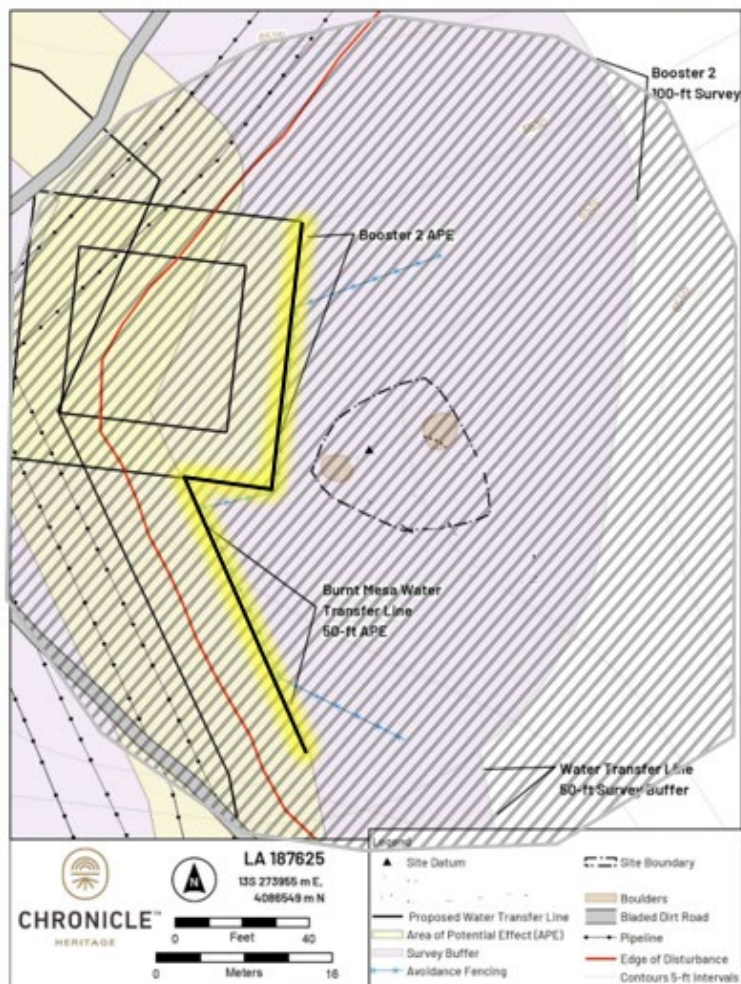 Booster 2
100-ft Survey
Booster 2 APE
Burnt Mesa Water
Transfer Line
50-ft APE
Water Transfer Line
50-ft Survey Buffer
CHRONICLE™
HERITAGE
N
LA 187625
13S 273955 m E,
4086549 m N
0 Feet 40
0 Meters 16
Legend
Site Datum
Proposed Water Transfer Line
Area of Potential Effect (APE)
Survey Buffer
Avoidance Fencing
Site Boundary
Boulders
Bladed Dirt Road
Pipeline
Edge of Disturbance
Contours 5-ft Intervals